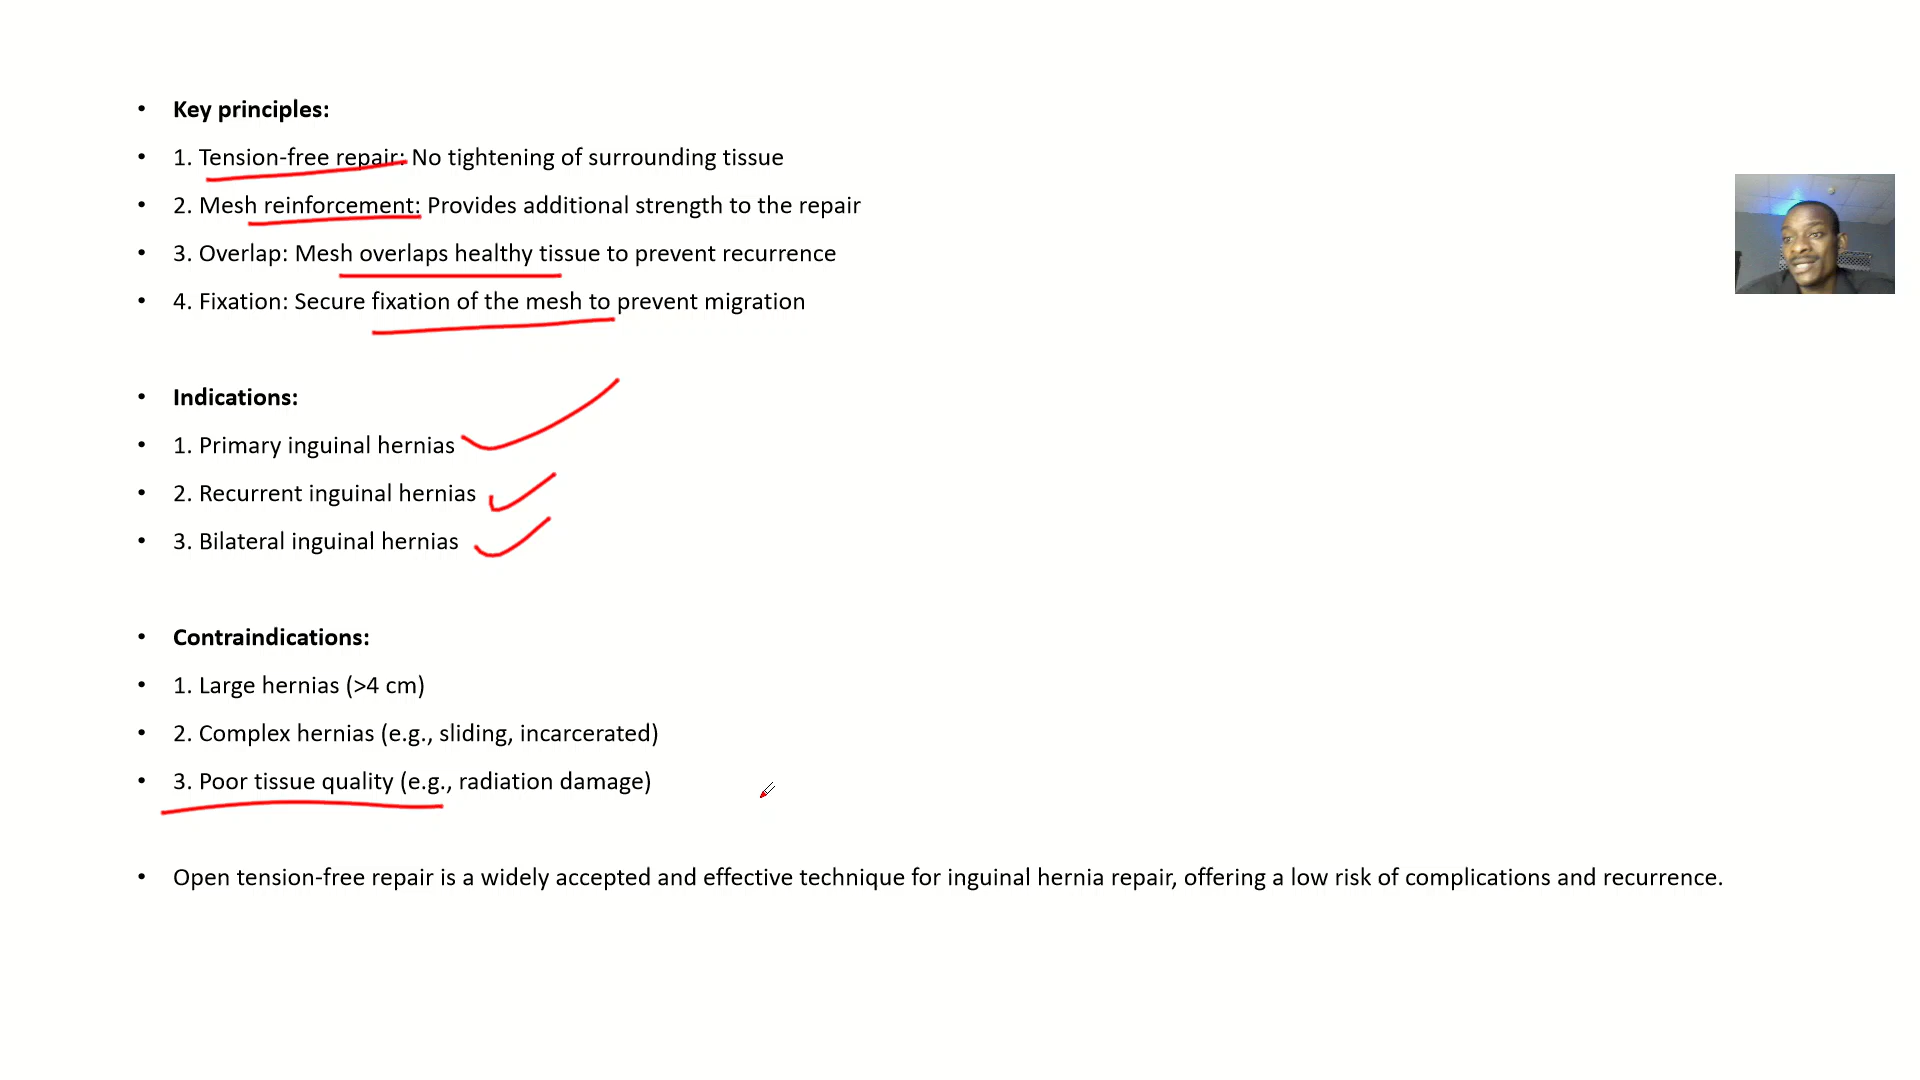 • Key principles:
• 1. Tension-free repair: No tightening of surrounding tissue
• 2. Mesh reinforcement: Provides additional strength to the repair
• 3. Overlap: Mesh overlaps healthy tissue to prevent recurrence
• 4. Fixation: Secure fixation of the mesh to prevent migration
• Indications:
• 1. Primary inguinal hernias
• 2. Recurrent inguinal hernias
• 3. Bilateral inguinal hernias
• Contraindications:
• 1. Large hernias (>4 cm)
• 2. Complex hernias (e.g., sliding, incarcerated)
• 3. Poor tissue quality (e.g., radiation damage)
• Open tension-free repair is a widely accepted and effective technique for inguinal hernia repair, offering a low risk of complications and recurrence.